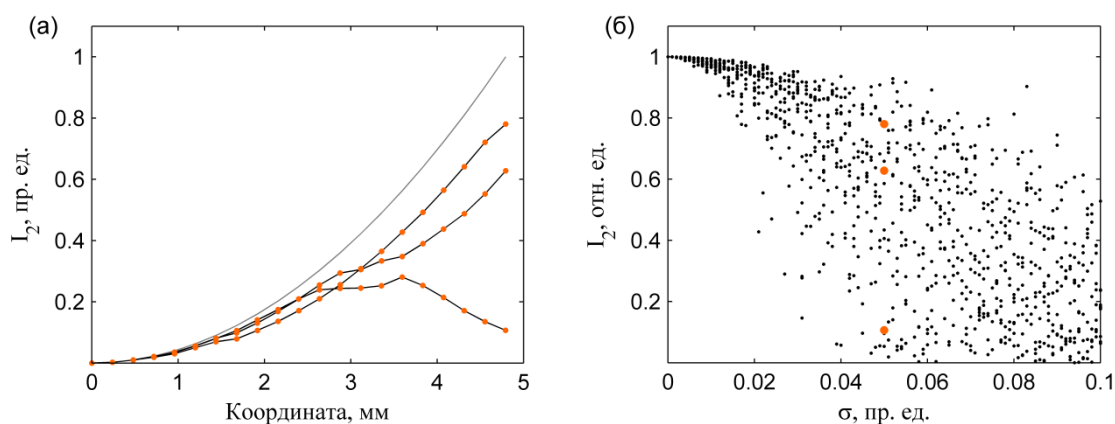 (а)
I2, пр. ед.
1
0.8
0.6
0.4
0.2
0 1 2 3 4 5
Координата, мм
(б)
I2, отн. ед.
1
0.8
0.6
0.4
0.2
0 0.02 0.04 0.06 0.08 0.1
σ, пр. ед.